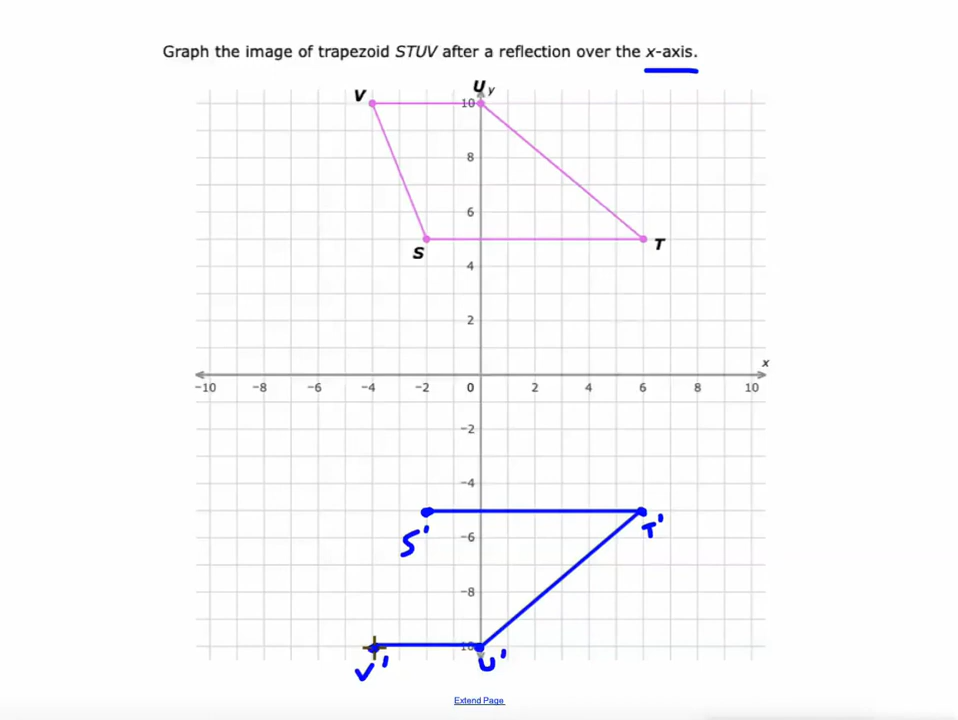 Graph the image of trapezoid STUV after a reflection over the x-axis.
V U y
10
8
6
S T
4
2
x
−10 −8 −6 −4 −2 0 2 4 6 8 10
−2
−4
S' T'
−6
−8
10
V' U'
Extend Page